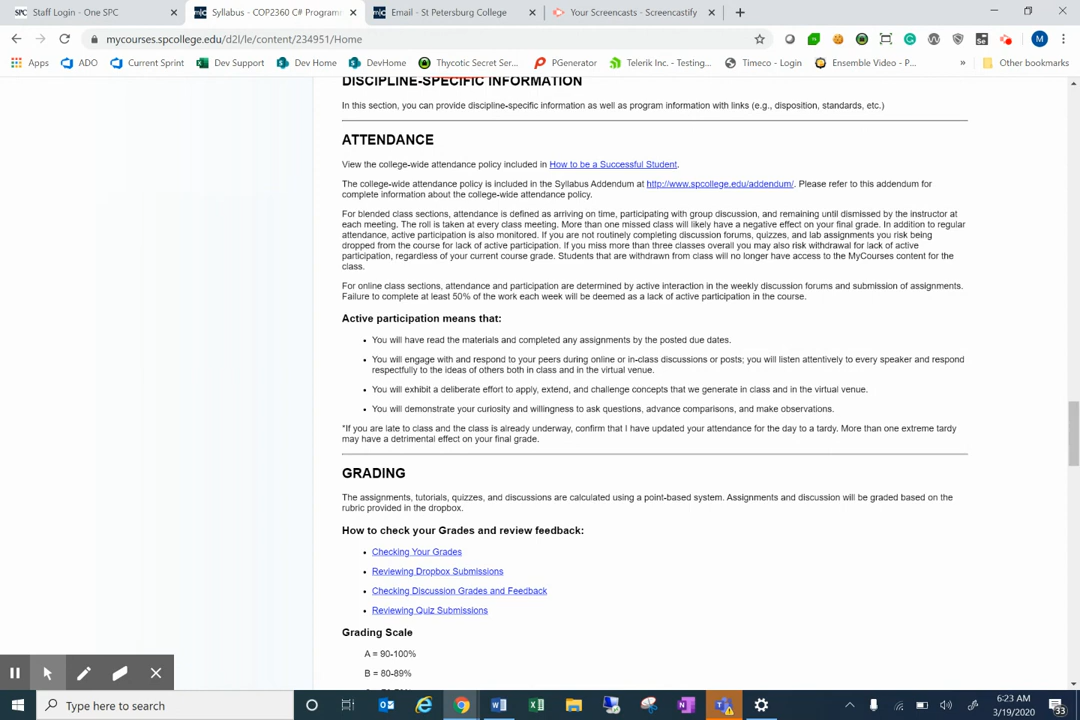 Staff Login - One SPC
Syllabus - COP2360 C# Programm
Email - St Petersburg College
Your Screencasts - Screencastify
mycourses.spcollege.edu/d2l/le/content/234951/Home
M
Apps
ADO
Current Sprint
Dev Support
Dev Home
DevHome
Thycotic Secret Ser...
PGenerator
Telerik Inc. - Testing...
Timeco - Login
Ensemble Video - P...
»
Other bookmarks
DISCIPLINE-SPECIFIC INFORMATION
In this section, you can provide discipline-specific information as well as program information with links (e.g., disposition, standards, etc.)
ATTENDANCE
View the college-wide attendance policy included in How to be a Successful Student.
The college-wide attendance policy is included in the Syllabus Addendum at http://www.spcollege.edu/addendum/. Please refer to this addendum for
complete information about the college-wide attendance policy.
For blended class sections, attendance is defined as arriving on time, participating with group discussion, and remaining until dismissed by the instructor at
each meeting. The roll is taken at every class meeting. More than one missed class will likely have a negative effect on your final grade. In addition to regular
attendance, active participation is also monitored. If you are not routinely completing discussion forums, quizzes, and lab assignments you risk being
dropped from the course for lack of active participation. If you miss more than three classes overall you may also risk withdrawal for lack of active
participation, regardless of your current course grade. Students that are withdrawn from class will no longer have access to the MyCourses content for the
class.
For online class sections, attendance and participation are determined by active interaction in the weekly discussion forums and submission of assignments.
Failure to complete at least 50% of the work each week will be deemed as a lack of active participation in the course.
Active participation means that:
• You will have read the materials and completed any assignments by the posted due dates.
• You will engage with and respond to your peers during online or in-class discussions or posts; you will listen attentively to every speaker and respond
respectfully to the ideas of others both in class and in the virtual venue.
• You will exhibit a deliberate effort to apply, extend, and challenge concepts that we generate in class and in the virtual venue.
• You will demonstrate your curiosity and willingness to ask questions, advance comparisons, and make observations.
*If you are late to class and the class is already underway, confirm that I have updated your attendance for the day to a tardy. More than one extreme tardy
may have a detrimental effect on your final grade.
GRADING
The assignments, tutorials, quizzes, and discussions are calculated using a point-based system. Assignments and discussion will be graded based on the
rubric provided in the dropbox.
How to check your Grades and review feedback:
• Checking Your Grades
• Reviewing Dropbox Submissions
• Checking Discussion Grades and Feedback
• Reviewing Quiz Submissions
Grading Scale
A = 90-100%
B = 80-89%
Type here to search
6:23 AM
3/19/2020
33